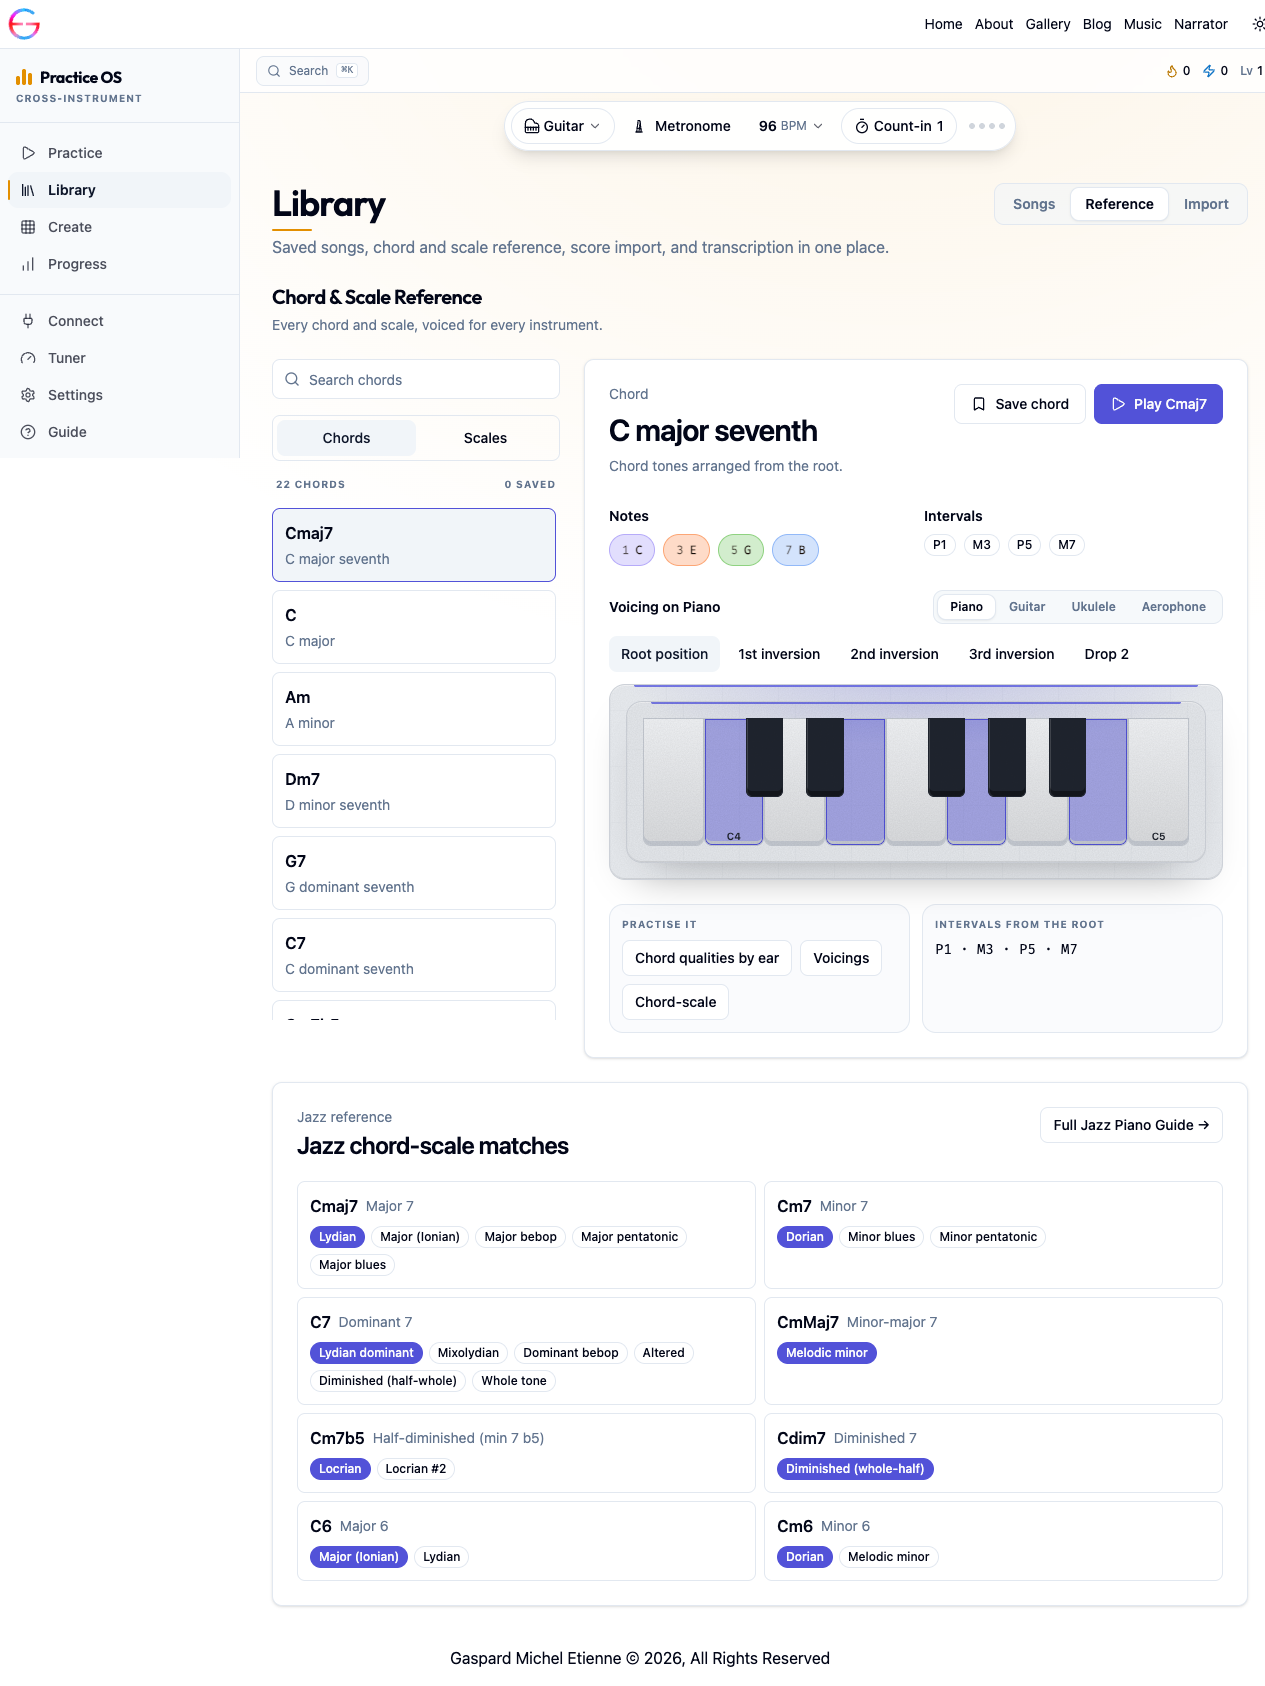 Home About Gallery Blog Music Narrator
Practice OS
CROSS-INSTRUMENT
Search ⌘K
0 0 Lv 1
Guitar Metronome 96 BPM Count-in 1
Practice
Library
Create
Progress
Connect
Tuner
Settings
Guide
Library
Songs Reference Import
Saved songs, chord and scale reference, score import, and transcription in one place.
Chord & Scale Reference
Every chord and scale, voiced for every instrument.
Search chords
Chords Scales
22 CHORDS 0 SAVED
Cmaj7
C major seventh
C
C major
Am
A minor
Dm7
D minor seventh
G7
G dominant seventh
C7
C dominant seventh
Chord
C major seventh
Chord tones arranged from the root.
Save chord Play Cmaj7
Notes
1 C 3 E 5 G 7 B
Intervals
P1 M3 P5 M7
Voicing on Piano
Piano Guitar Ukulele Aerophone
Root position 1st inversion 2nd inversion 3rd inversion Drop 2
C4 C5
PRACTISE IT
Chord qualities by ear Voicings
Chord-scale
INTERVALS FROM THE ROOT
P1 · M3 · P5 · M7
Jazz reference
Jazz chord-scale matches
Full Jazz Piano Guide →
Cmaj7 Major 7
Lydian Major (Ionian) Major bebop Major pentatonic
Major blues
Cm7 Minor 7
Dorian Minor blues Minor pentatonic
C7 Dominant 7
Lydian dominant Mixolydian Dominant bebop Altered
Diminished (half-whole) Whole tone
CmMaj7 Minor-major 7
Melodic minor
Cm7b5 Half-diminished (min 7 b5)
Locrian Locrian #2
Cdim7 Diminished 7
Diminished (whole-half)
C6 Major 6
Major (Ionian) Lydian
Cm6 Minor 6
Dorian Melodic minor
Gaspard Michel Etienne © 2026, All Rights Reserved